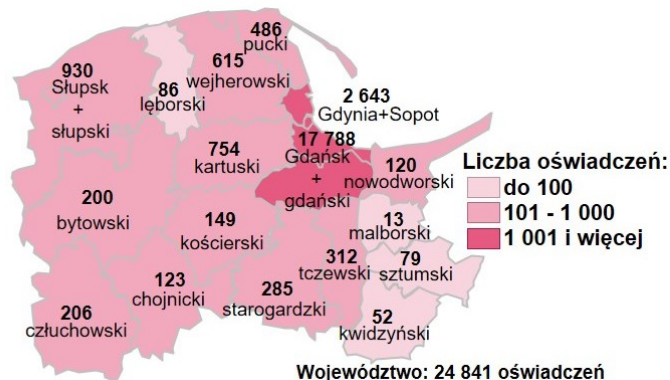 486
pucki
615
wejherowski
930
Słupsk
+
słupski
86
lęborski
2 643
Gdynia+Sopot
17 788
Gdańsk
+
gdański
754
kartuski
120
nowodworski
Liczba oświadczeń:
do 100
101 - 1 000
1 001 i więcej
200
bytowski
149
kościerski
13
malborski
312
tczewski
79
sztumski
123
chojnicki
285
starogardzki
206
człuchowski
52
kwidzyński
Województwo: 24 841 oświadczeń